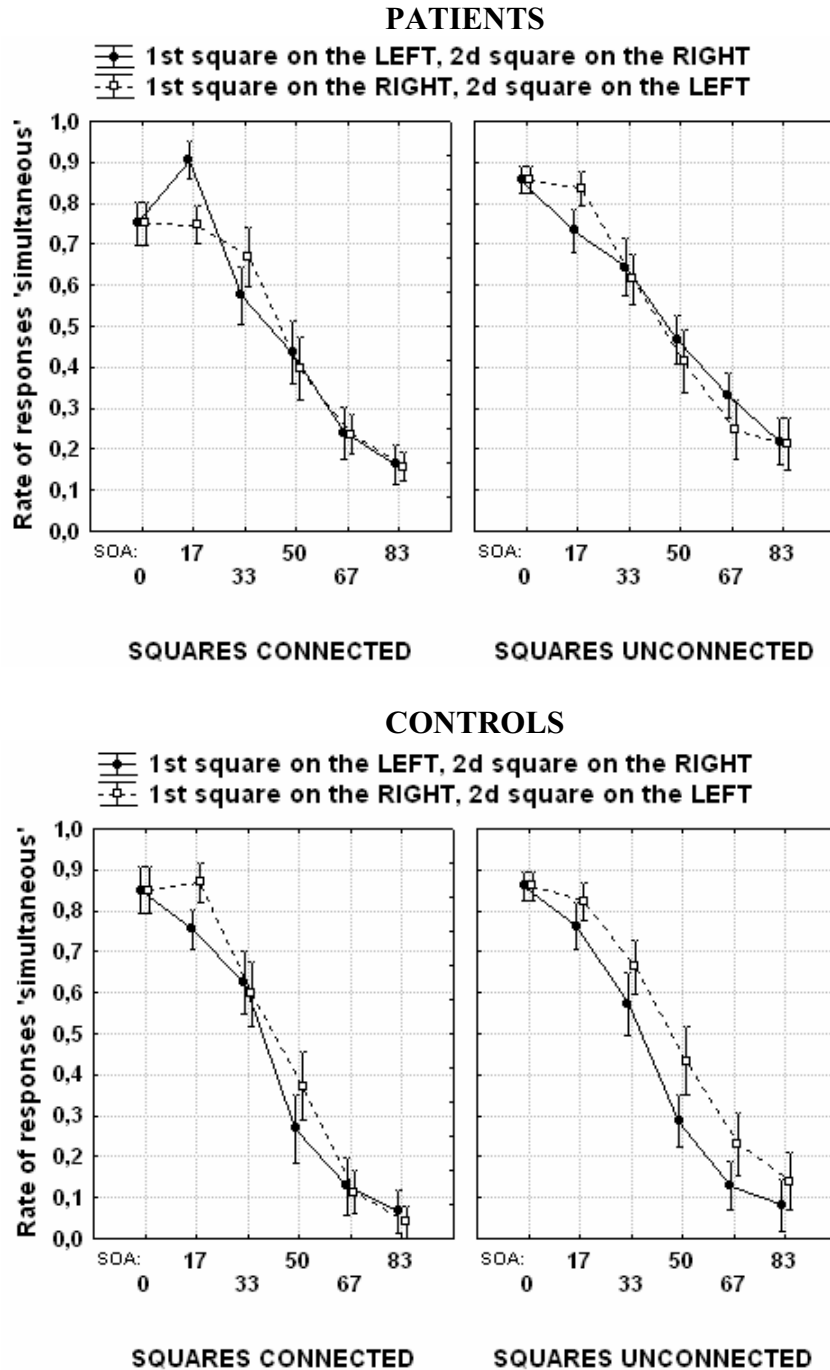 PATIENTS
1st square on the LEFT, 2d square on the RIGHT
1st square on the RIGHT, 2d square on the LEFT
Rate of responses 'simultaneous'
1,0
0,9
0,8
0,7
0,6
0,5
0,4
0,3
0,2
0,1
0,0
SOA: 17 50 83
0 33 67
SQUARES CONNECTED
SOA: 17 50 83
0 33 67
SQUARES UNCONNECTED
CONTROLS
1st square on the LEFT, 2d square on the RIGHT
1st square on the RIGHT, 2d square on the LEFT
Rate of responses 'simultaneous'
1,0
0,9
0,8
0,7
0,6
0,5
0,4
0,3
0,2
0,1
0,0
SOA: 17 50 83
0 33 67
SQUARES CONNECTED
SOA: 17 50 83
0 33 67
SQUARES UNCONNECTED